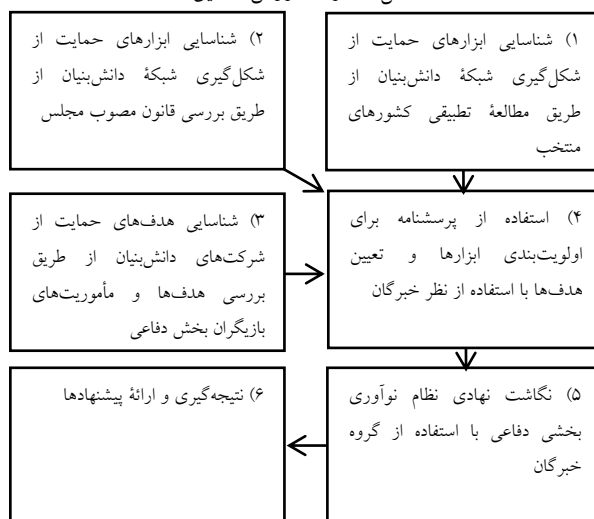 ۱) شناسایی ابزارهای حمایت از
شکل‌گیری شبکۀ دانش‌بنیان از
طریق مطالعۀ تطبیقی کشورهای
منتخب
۲) شناسایی ابزارهای حمایت از
شکل‌گیری شبکۀ دانش‌بنیان از
طریق بررسی قانون مصوب مجلس
۳) شناسایی هدف‌های حمایت از
شرکت‌های دانش‌بنیان از طریق
بررسی هدف‌ها و مأموریت‌های
بازیگران بخش دفاعی
۴) استفاده از پرسشنامه برای
اولویت‌بندی ابزارها و تعیین
هدف‌ها با استفاده از نظر خبرگان
۵) نگاشت نهادی نظام نوآوری
بخشی دفاعی با استفاده از گروه
خبرگان
۶) نتیجه‌گیری و ارائۀ پیشنهادها